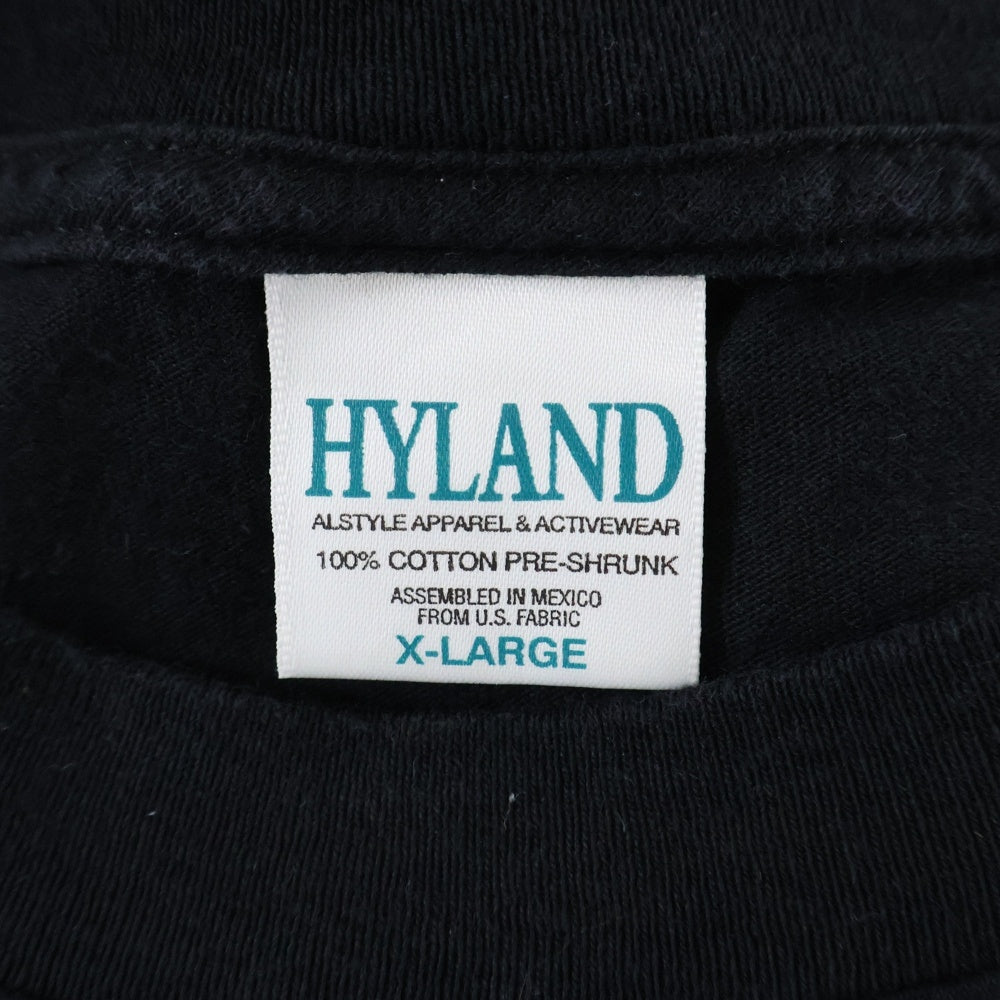 HYLAND
ALSTYLE APPAREL & ACTIVEWEAR
100% COTTON PRE-SHRUNK
ASSEMBLED IN MEXICO
FROM U.S. FABRIC
X-LARGE